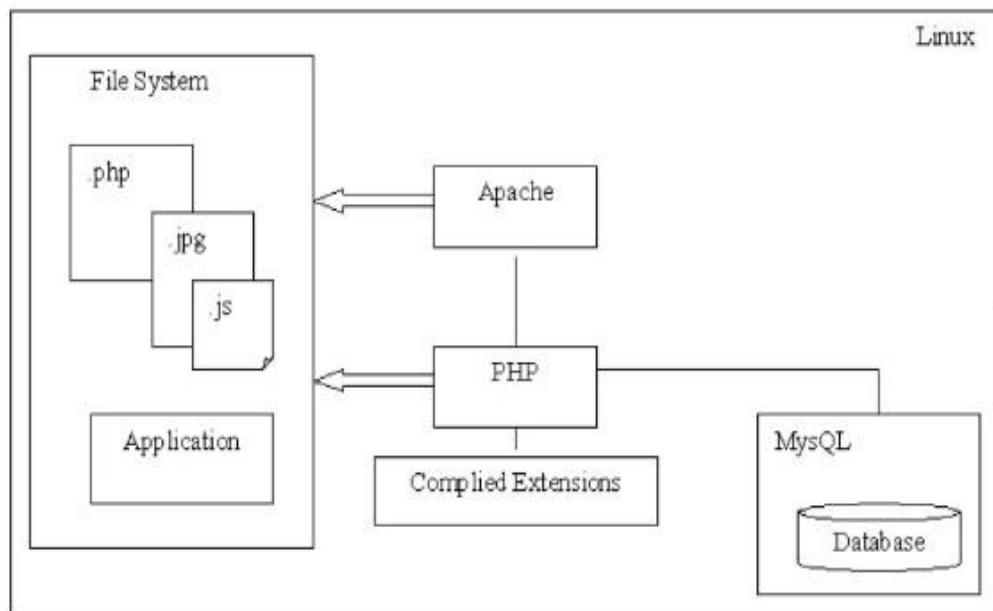 Linux
File System
.php
.jpg
.js
Application
Apache
PHP
Complied Extensions
MysQL
Database